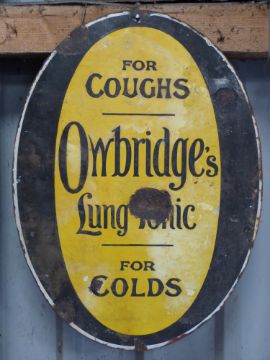 FOR
COUGHS
Owbridge's
Lung Tonic
FOR
COLDS